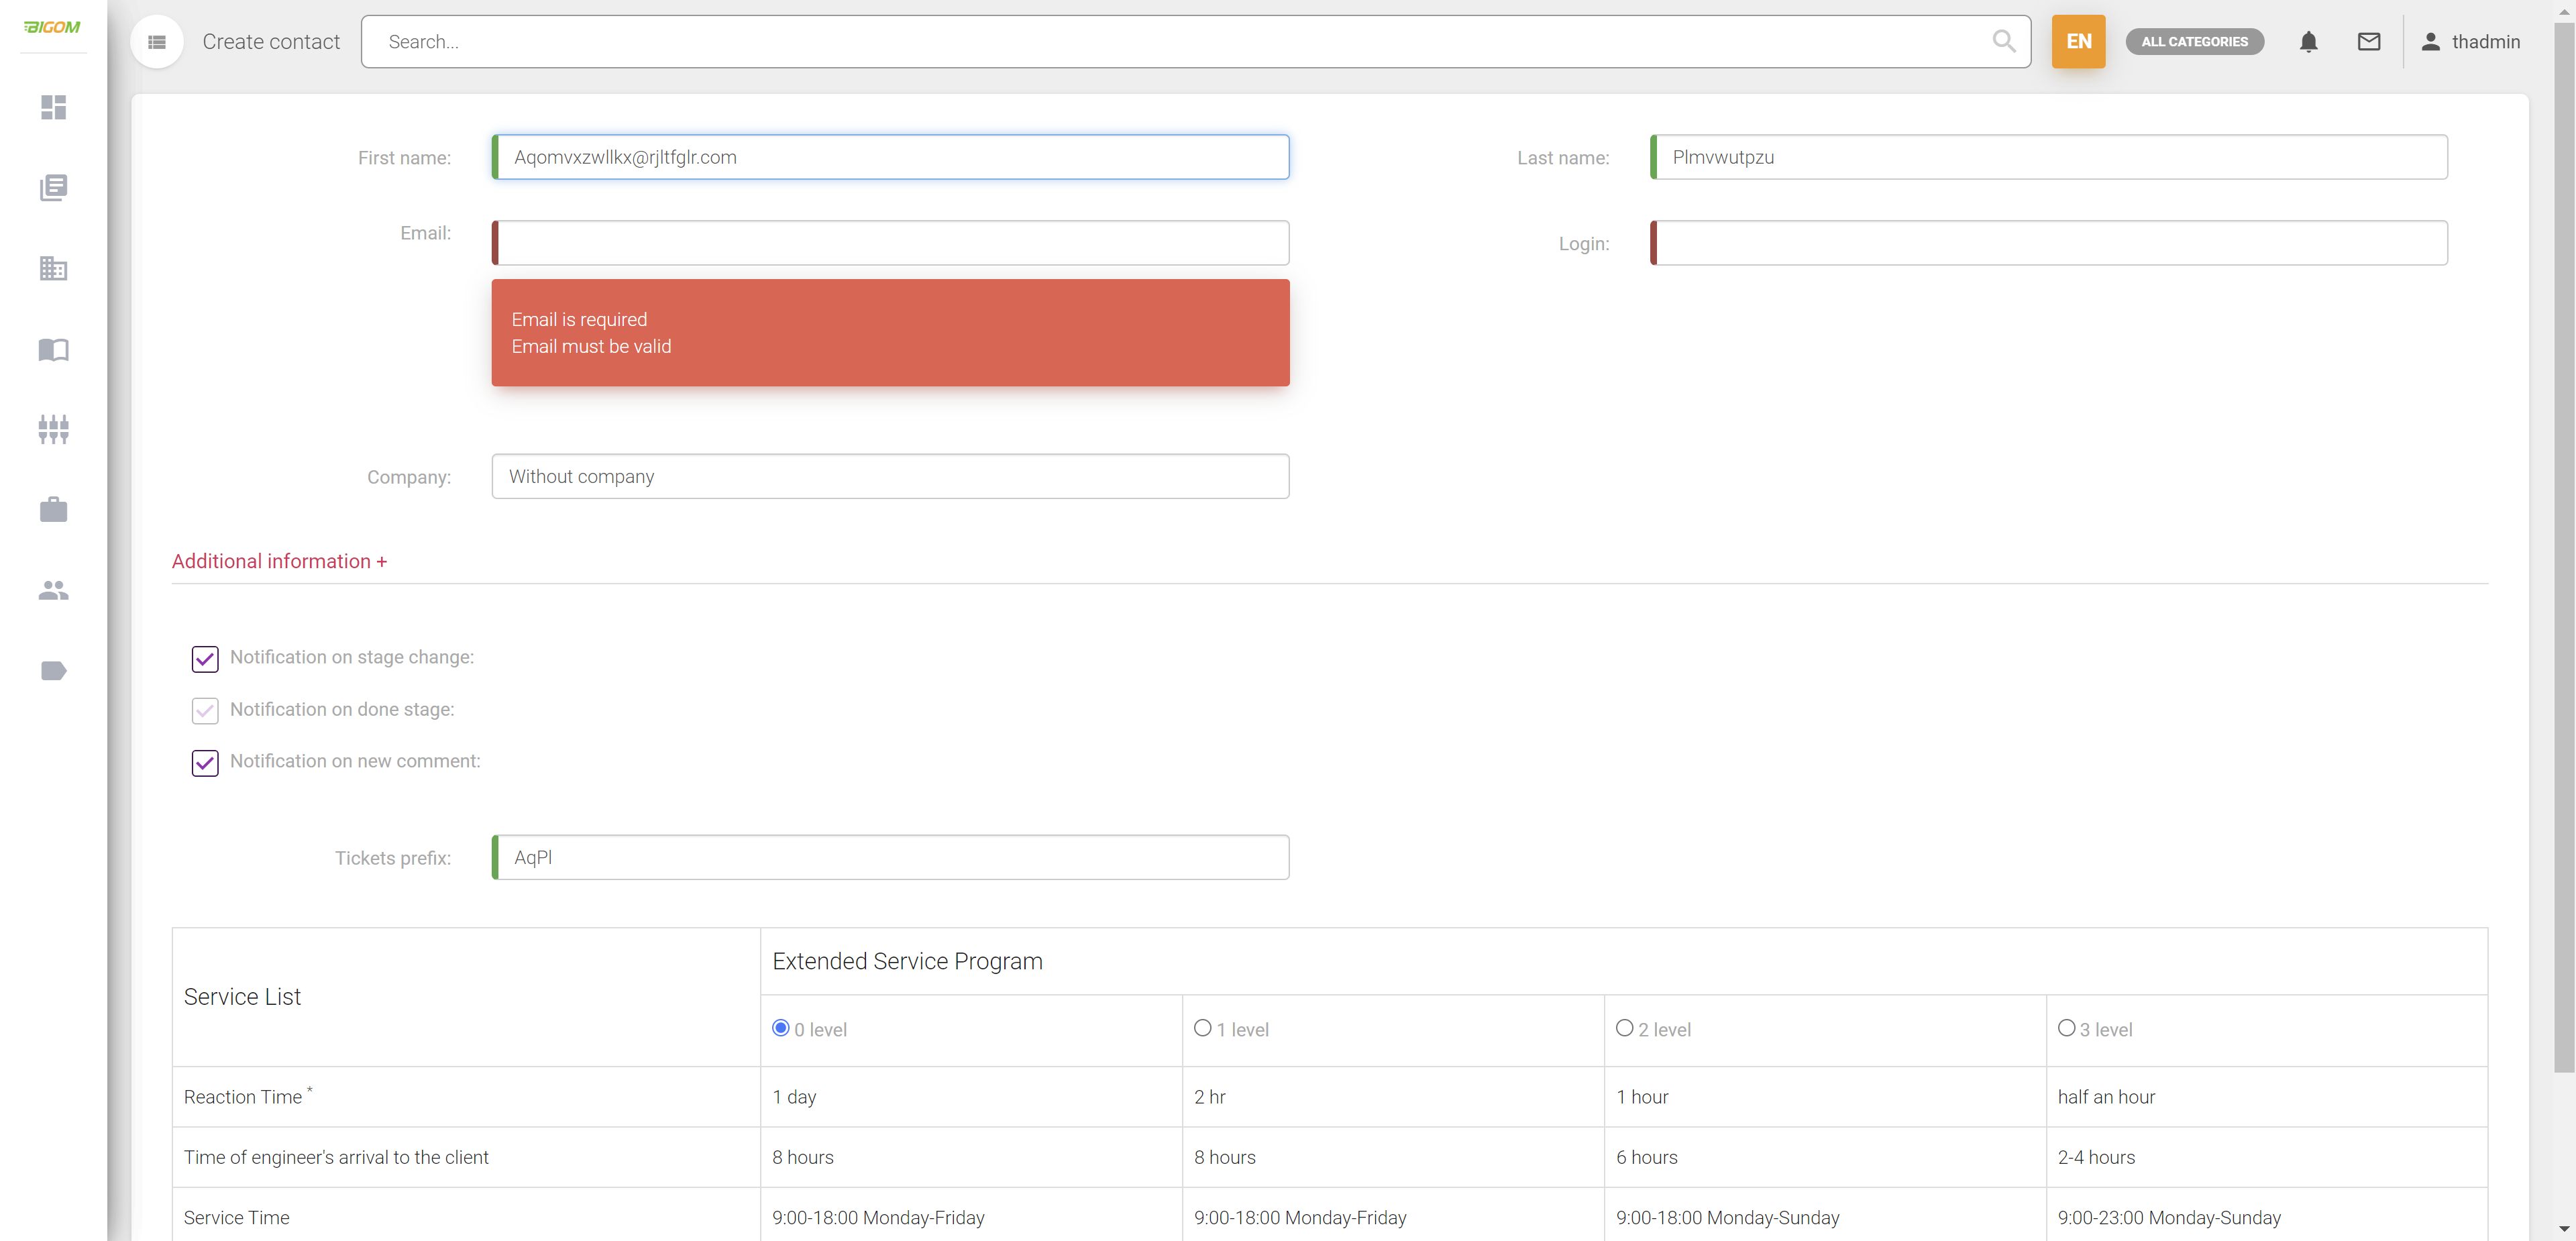 BIGOM
Create contact
Search...
EN
ALL CATEGORIES
thadmin
First name:
Aqomvxzwllkx@rjltfglr.com
Last name:
Plmvwutpzu
Email:
Login:
Email is required
Email must be valid
Company:
Without company
Additional information +
Notification on stage change:
Notification on done stage:
Notification on new comment:
Tickets prefix:
AqPl
Service List
Extended Service Program
0 level
1 level
2 level
3 level
Reaction Time *
1 day
2 hr
1 hour
half an hour
Time of engineer's arrival to the client
8 hours
8 hours
6 hours
2-4 hours
Service Time
9:00-18:00 Monday-Friday
9:00-18:00 Monday-Friday
9:00-18:00 Monday-Sunday
9:00-23:00 Monday-Sunday